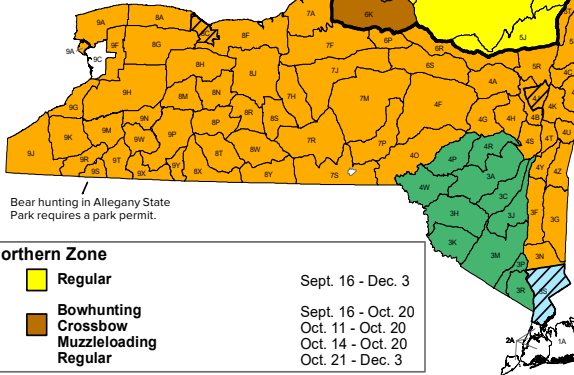 7A
6K
9A
8A
8C
8F
5J
9F
8G
7F
6P
6R
9A
9C
8H
8J
7J
6S
5R
4C
9H
8M
8N
7H
7M
4F
4A
4K
9G
8R
8S
4G
4H
4B
9N
8P
9K
9M
9W
9P
7R
7P
4R
4S
4T
4U
9J
9R
9T
8T
8W
4O
4P
4Y
4Z
9S
9X
9Y
8X
8Y
7S
4W
3A
3C
Bear hunting in Allegany State
Park requires a park permit.
3H
3J
3F
3G
3K
3M
3N
3P
3R
3S
2A
1A
orthern Zone
Regular Sept. 16 - Dec. 3
Bowhunting Sept. 16 - Oct. 20
Crossbow Oct. 11 - Oct. 20
Muzzleloading Oct. 14 - Oct. 20
Regular Oct. 21 - Dec. 3